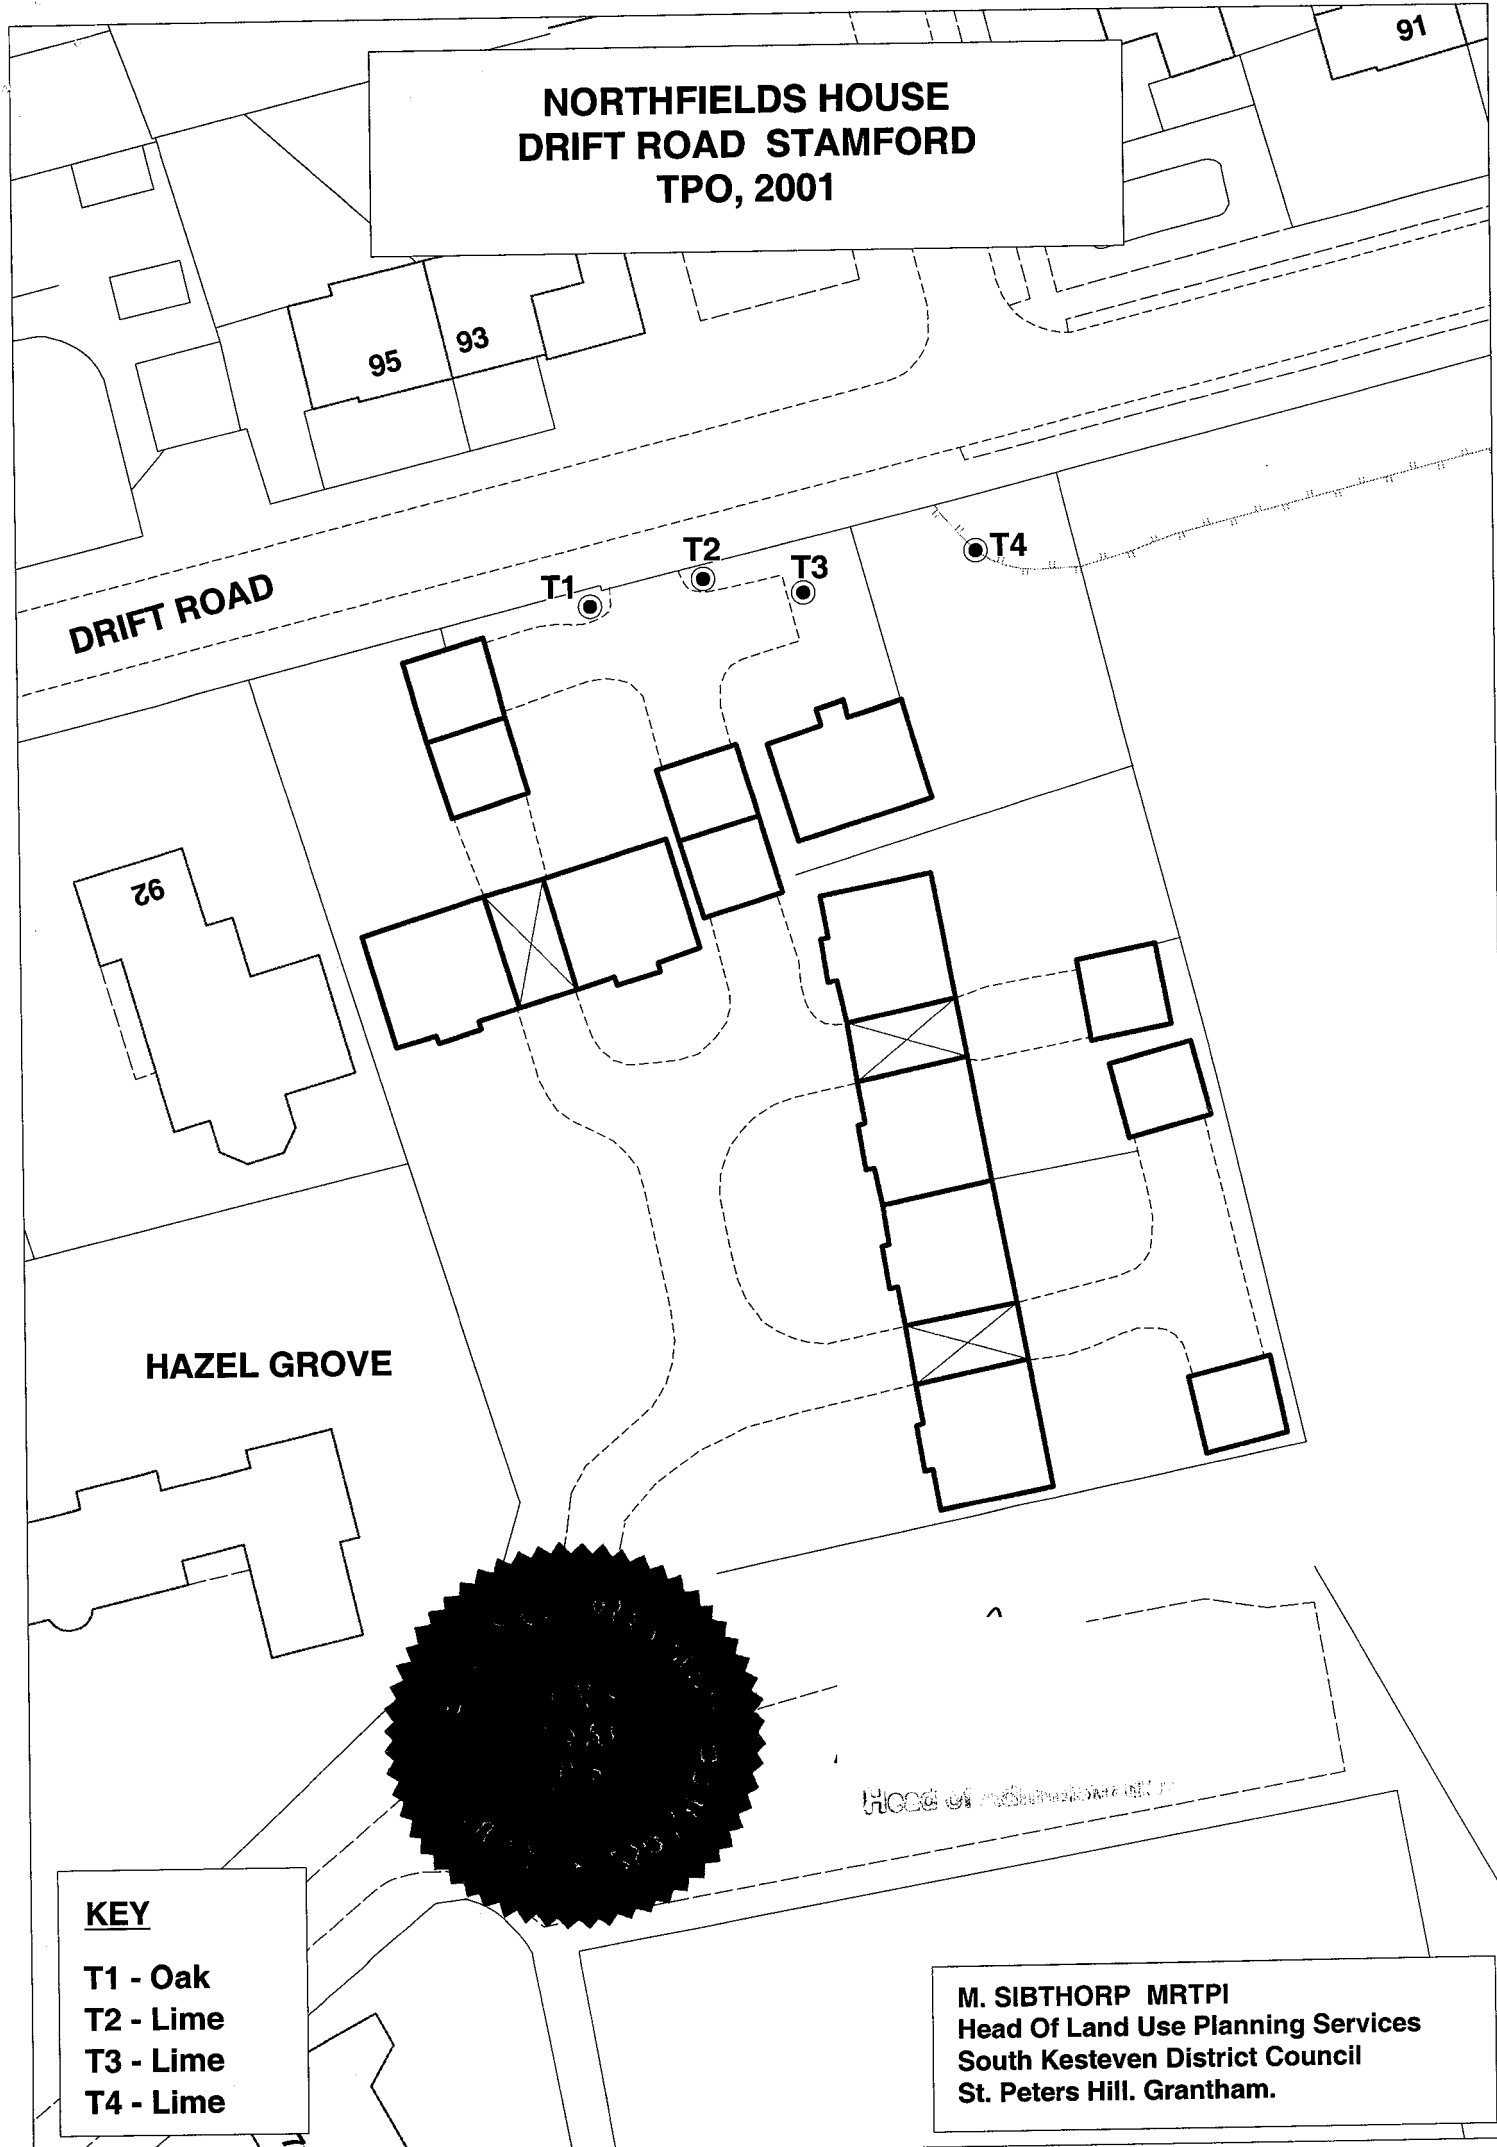 NORTHFIELDS HOUSE
DRIFT ROAD STAMFORD
TPO, 2001
91
95
93
T1
T2
T3
T4
DRIFT ROAD
92
HAZEL GROVE
Head of
KEY
T1 - Oak
T2 - Lime
T3 - Lime
T4 - Lime
M. SIBTHORP MRTPI
Head Of Land Use Planning Services
South Kesteven District Council
St. Peters Hill. Grantham.